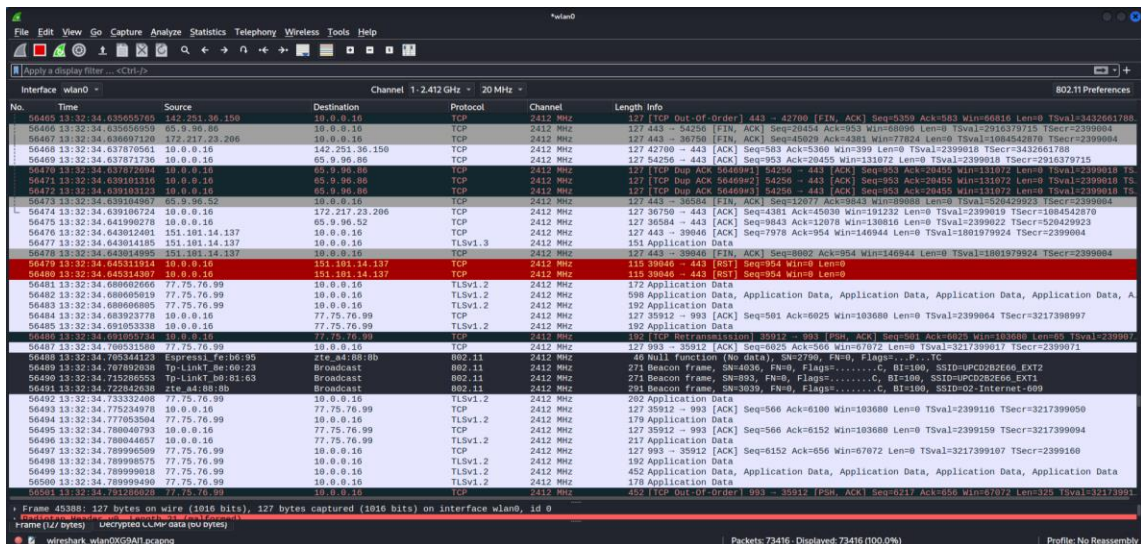 *wlan0
File Edit View Go Capture Analyze Statistics Telephony Wireless Tools Help
Apply a display filter ... <Ctrl-/>
Interface wlan0 Channel 1 · 2.412 GHz 20 MHz 802.11 Preferences
No. Time Source Destination Protocol Channel Length Info
56465 13:32:34.635655765 142.251.36.150 10.0.0.16 TCP 2412 MHz 127 [TCP Out-Of-Order] 443 → 42700 [FIN, ACK] Seq=5359 Ack=583 Win=66816 Len=0 TSval=3432661788
56466 13:32:34.635656959 65.9.96.86 10.0.0.16 TCP 2412 MHz 127 443 → 54256 [FIN, ACK] Seq=20454 Ack=953 Win=68096 Len=0 TSval=2916379715 TSecr=2399004
56467 13:32:34.636697120 172.217.23.206 10.0.0.16 TCP 2412 MHz 127 443 → 36750 [FIN, ACK] Seq=45029 Ack=4381 Win=77824 Len=0 TSval=1084542870 TSecr=2399004
56468 13:32:34.637870561 10.0.0.16 142.251.36.150 TCP 2412 MHz 127 42700 → 443 [ACK] Seq=583 Ack=5360 Win=399 Len=0 TSval=2399018 TSecr=3432661788
56469 13:32:34.637871736 10.0.0.16 65.9.96.86 TCP 2412 MHz 127 54256 → 443 [ACK] Seq=953 Ack=20455 Win=131072 Len=0 TSval=2399018 TSecr=2916379715
56470 13:32:34.637872694 10.0.0.16 65.9.96.86 TCP 2412 MHz 127 [TCP Dup ACK 56469#1] 54256 → 443 [ACK] Seq=953 Ack=20455 Win=131072 Len=0 TSval=2399018 TS…
56471 13:32:34.639101316 10.0.0.16 65.9.96.86 TCP 2412 MHz 127 [TCP Dup ACK 56469#2] 54256 → 443 [ACK] Seq=953 Ack=20455 Win=131072 Len=0 TSval=2399018 TS…
56472 13:32:34.639103123 10.0.0.16 65.9.96.86 TCP 2412 MHz 127 [TCP Dup ACK 56469#3] 54256 → 443 [ACK] Seq=953 Ack=20455 Win=131072 Len=0 TSval=2399018 TS…
56473 13:32:34.639104967 65.9.96.52 10.0.0.16 TCP 2412 MHz 127 443 → 36584 [FIN, ACK] Seq=12077 Ack=9843 Win=89088 Len=0 TSval=520429923 TSecr=2399004
56474 13:32:34.639106724 10.0.0.16 172.217.23.206 TCP 2412 MHz 127 36750 → 443 [ACK] Seq=4381 Ack=45030 Win=191232 Len=0 TSval=2399019 TSecr=1084542870
56475 13:32:34.641990278 10.0.0.16 65.9.96.52 TCP 2412 MHz 127 36584 → 443 [ACK] Seq=9843 Ack=12078 Win=130816 Len=0 TSval=2399022 TSecr=520429923
56476 13:32:34.643012401 151.101.14.137 10.0.0.16 TCP 2412 MHz 127 443 → 39046 [ACK] Seq=7978 Ack=954 Win=146944 Len=0 TSval=1801979924 TSecr=2399004
56477 13:32:34.643014185 151.101.14.137 10.0.0.16 TLSv1.3 2412 MHz 151 Application Data
56478 13:32:34.643014995 151.101.14.137 10.0.0.16 TCP 2412 MHz 127 443 → 39046 [FIN, ACK] Seq=8002 Ack=954 Win=146944 Len=0 TSval=1801979924 TSecr=2399004
56479 13:32:34.645311914 10.0.0.16 151.101.14.137 TCP 2412 MHz 115 39046 → 443 [RST] Seq=954 Win=0 Len=0
56480 13:32:34.645314307 10.0.0.16 151.101.14.137 TCP 2412 MHz 115 39046 → 443 [RST] Seq=954 Win=0 Len=0
56481 13:32:34.680602666 77.75.76.99 10.0.0.16 TLSv1.2 2412 MHz 172 Application Data
56482 13:32:34.680605019 77.75.76.99 10.0.0.16 TLSv1.2 2412 MHz 598 Application Data, Application Data, Application Data, Application Data, Application Data, A…
56483 13:32:34.680606805 77.75.76.99 10.0.0.16 TLSv1.2 2412 MHz 192 Application Data
56484 13:32:34.683923778 10.0.0.16 77.75.76.99 TCP 2412 MHz 127 35912 → 993 [ACK] Seq=501 Ack=6025 Win=103680 Len=0 TSval=2399064 TSecr=3217398997
56485 13:32:34.691053338 10.0.0.16 77.75.76.99 TLSv1.2 2412 MHz 192 Application Data
56486 13:32:34.691055734 10.0.0.16 77.75.76.99 TCP 2412 MHz 192 [TCP Retransmission] 35912 → 993 [PSH, ACK] Seq=501 Ack=6025 Win=103680 Len=65 TSval=239907…
56487 13:32:34.700531580 77.75.76.99 10.0.0.16 TCP 2412 MHz 127 993 → 35912 [ACK] Seq=6025 Ack=566 Win=67072 Len=0 TSval=3217399017 TSecr=2399071
56488 13:32:34.705344123 Espressi_fe:b6:95 zte_a4:88:8b 802.11 2412 MHz 46 Null function (No data), SN=2790, FN=0, Flags=...P...TC
56489 13:32:34.707892038 Tp-LinkT_8e:60:23 Broadcast 802.11 2412 MHz 271 Beacon frame, SN=4036, FN=0, Flags=........C, BI=100, SSID=UPCD2B2E66_EXT2
56490 13:32:34.715286553 Tp-LinkT_b0:81:63 Broadcast 802.11 2412 MHz 271 Beacon frame, SN=893, FN=0, Flags=........C, BI=100, SSID=UPCD2B2E66_EXT1
56491 13:32:34.722842638 zte_a4:88:8b Broadcast 802.11 2412 MHz 291 Beacon frame, SN=3039, FN=0, Flags=........C, BI=100, SSID=O2-Internet-609
56492 13:32:34.733332408 77.75.76.99 10.0.0.16 TLSv1.2 2412 MHz 202 Application Data
56493 13:32:34.775234978 10.0.0.16 77.75.76.99 TCP 2412 MHz 127 35912 → 993 [ACK] Seq=566 Ack=6100 Win=103680 Len=0 TSval=2399116 TSecr=3217399050
56494 13:32:34.777053504 77.75.76.99 10.0.0.16 TLSv1.2 2412 MHz 179 Application Data
56495 13:32:34.780040793 10.0.0.16 77.75.76.99 TCP 2412 MHz 127 35912 → 993 [ACK] Seq=566 Ack=6152 Win=103680 Len=0 TSval=2399159 TSecr=3217399094
56496 13:32:34.780044657 10.0.0.16 77.75.76.99 TLSv1.2 2412 MHz 217 Application Data
56497 13:32:34.789996509 77.75.76.99 10.0.0.16 TCP 2412 MHz 127 993 → 35912 [ACK] Seq=6152 Ack=656 Win=67072 Len=0 TSval=3217399107 TSecr=2399160
56498 13:32:34.789998575 77.75.76.99 10.0.0.16 TLSv1.2 2412 MHz 192 Application Data
56499 13:32:34.789999018 77.75.76.99 10.0.0.16 TLSv1.2 2412 MHz 452 Application Data, Application Data, Application Data, Application Data, Application Data
56500 13:32:34.789999490 77.75.76.99 10.0.0.16 TLSv1.2 2412 MHz 178 Application Data
56501 13:32:34.791286028 77.75.76.99 10.0.0.16 TCP 2412 MHz 452 [TCP Out-Of-Order] 993 → 35912 [PSH, ACK] Seq=6217 Ack=656 Win=67072 Len=325 TSval=32173991…
Frame 45388: 127 bytes on wire (1016 bits), 127 bytes captured (1016 bits) on interface wlan0, id 0
Frame (127 bytes) Decrypted CCMP data (60 bytes)
wireshark_wlan0XG9AI1.pcapng Packets: 73416 · Displayed: 73416 (100.0%) Profile: No Reassembly